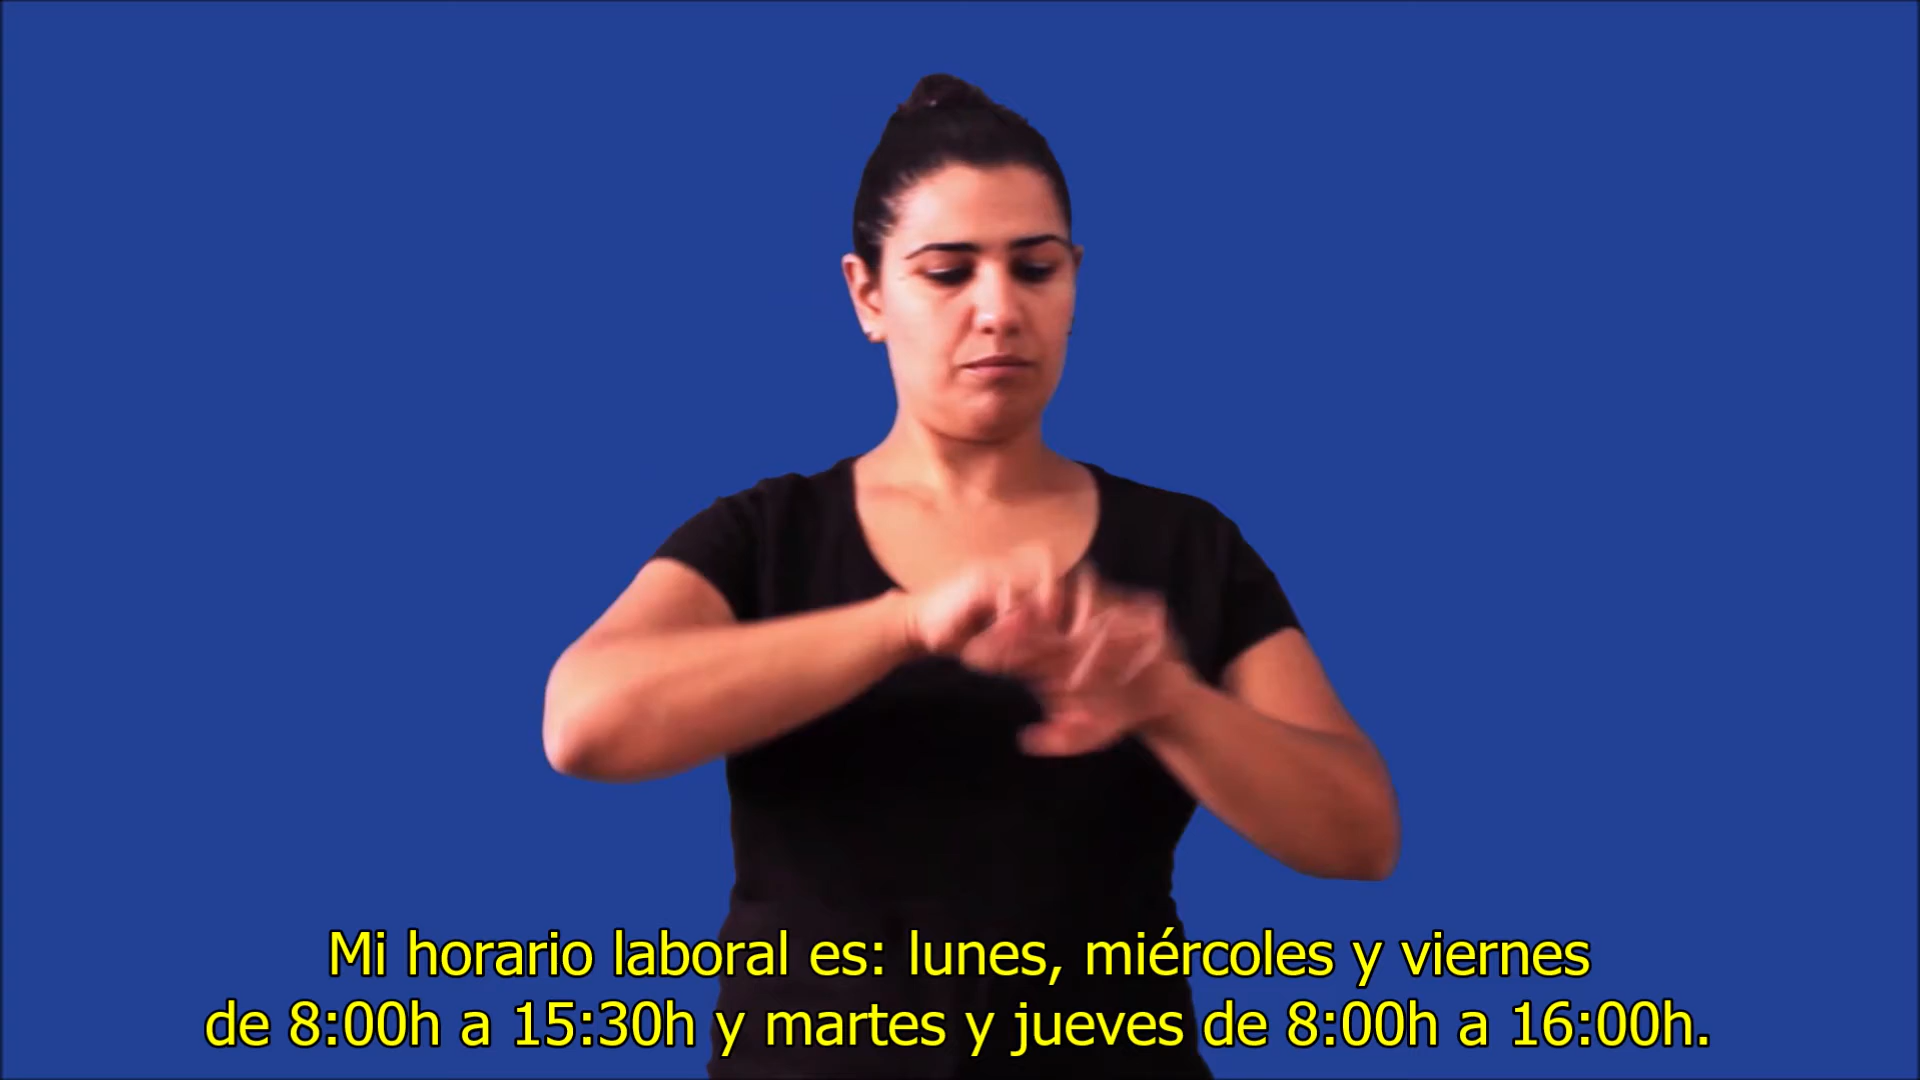 Mi horario laboral es: lunes, miércoles y viernes
de 8:00h a 15:30h y martes y jueves de 8:00h a 16:00h.